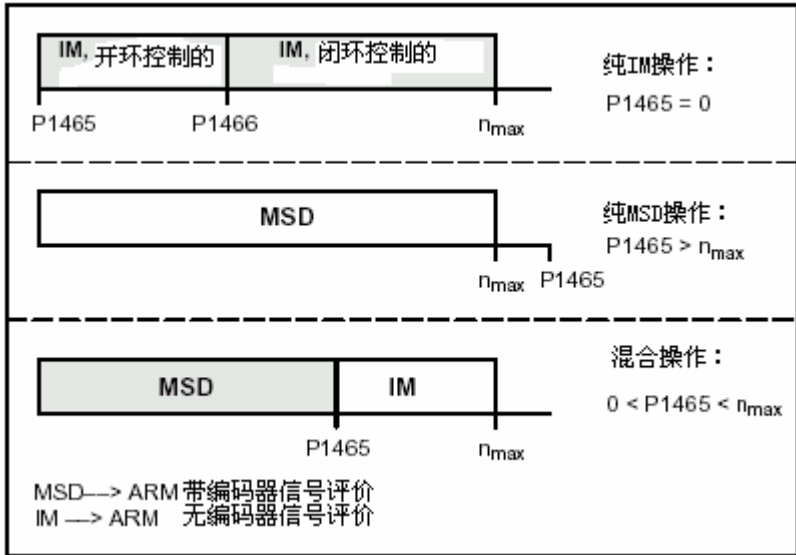 IM, 开环控制的 IM, 闭环控制的
纯IM操作：
P1465 = 0
P1465 P1466 nmax
MSD
纯MSD操作：
P1465 > nmax
nmax P1465
混合操作：
MSD IM
0 < P1465 < nmax
P1465 nmax
MSD—> ARM 带编码器信号评价
IM —> ARM 无编码器信号评价